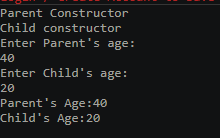 Parent Constructor
Child constructor
Enter Parent's age:
40
Enter Child's age:
20
Parent's Age:40
Child's Age:20